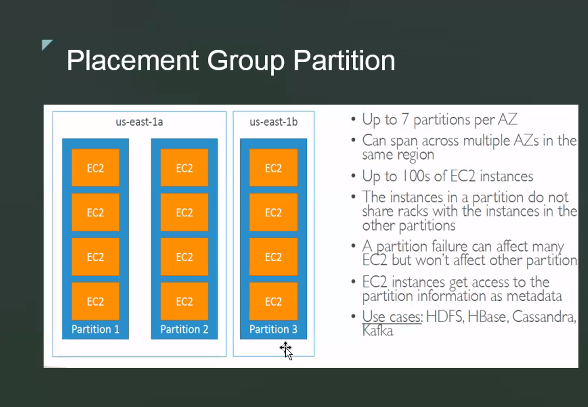 Placement Group Partition
us-east-1a
us-east-1b
EC2
EC2
EC2
EC2
EC2
EC2
EC2
EC2
EC2
EC2
EC2
EC2
Partition 1
Partition 2
Partition 3
• Up to 7 partitions per AZ
• Can span across multiple AZs in the
same region
• Up to 100s of EC2 instances
• The instances in a partition do not
share racks with the instances in the
other partitions
• A partition failure can affect many
EC2 but won't affect other partition
• EC2 instances get access to the
partition information as metadata
• Use cases: HDFS, HBase, Cassandra,
Kafka